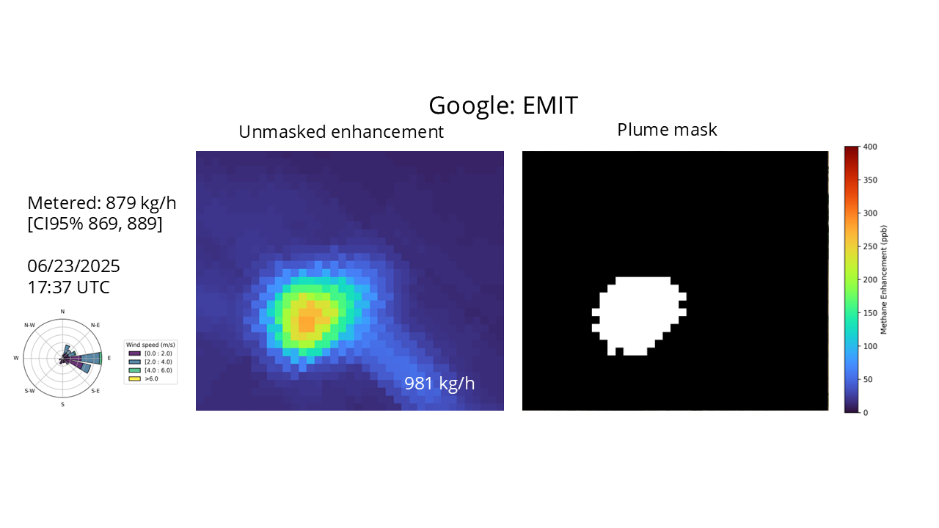 Google: EMIT
Unmasked enhancement
Plume mask
Metered: 879 kg/h
[CI95% 869, 889]
06/23/2025
17:37 UTC
N
N-W
N-E
W
E
S-W
S-E
S
Wind speed (m/s)
[0.0 : 2.0)
[2.0 : 4.0)
[4.0 : 6.0)
>6.0
981 kg/h
400
350
300
250
200
150
100
50
0
Methane Enhancement (ppb)